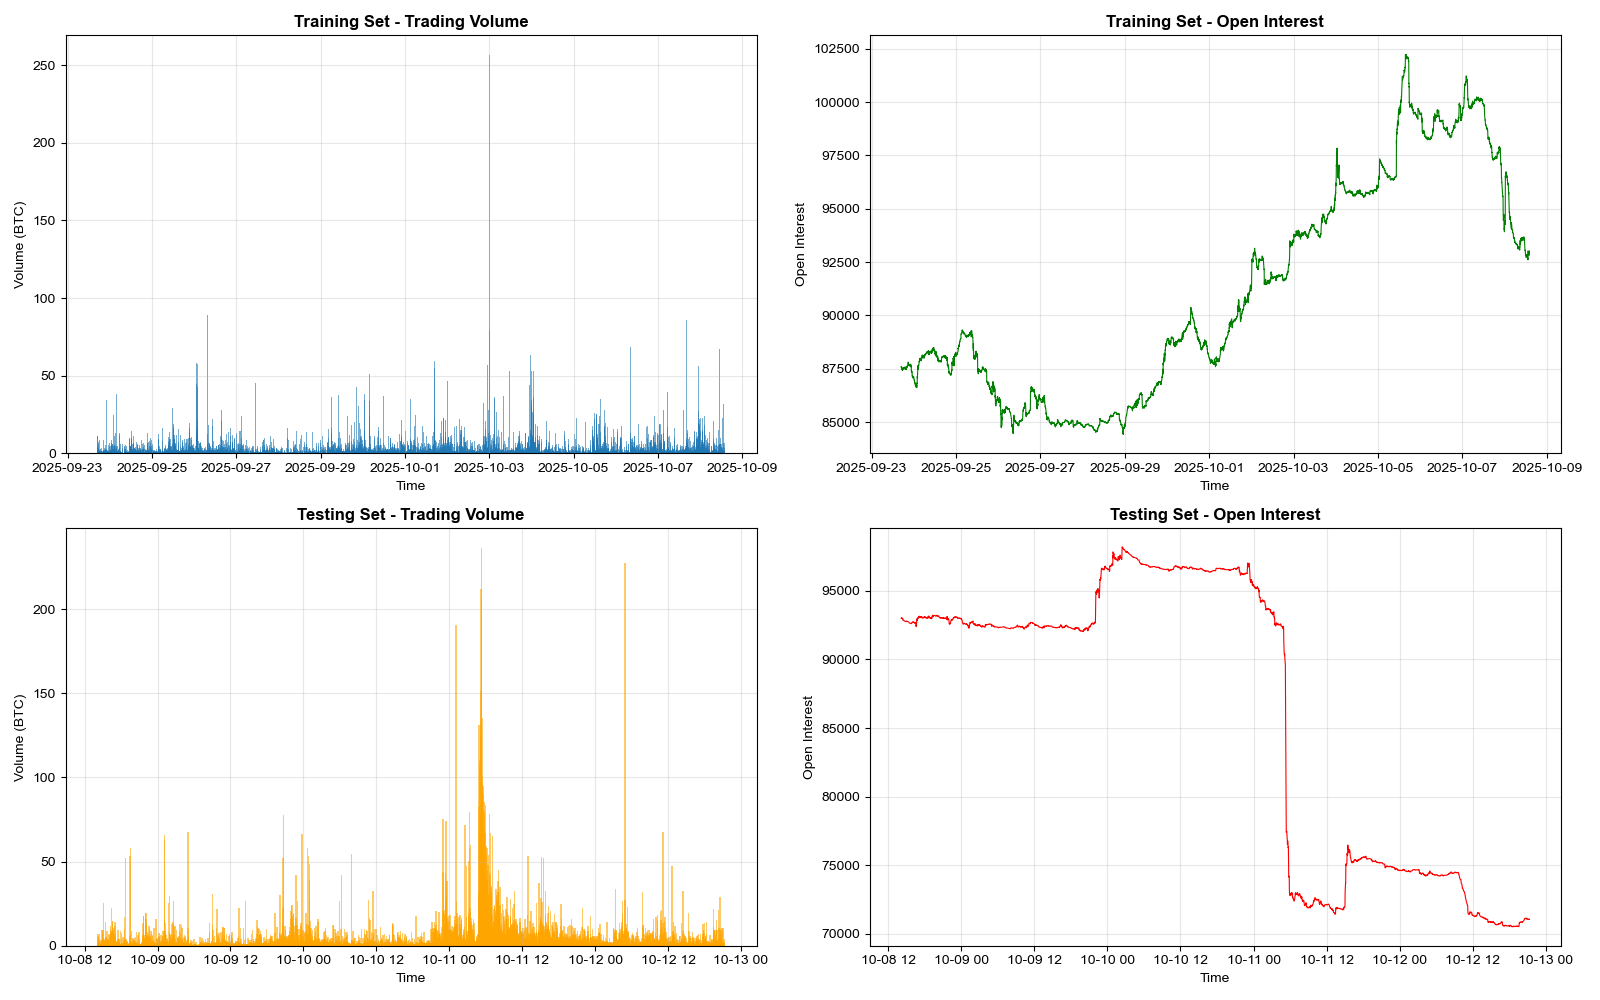 Training Set - Trading Volume
Volume (BTC)
250
200
150
100
50
0
2025-09-23 2025-09-25 2025-09-27 2025-09-29 2025-10-01 2025-10-03 2025-10-05 2025-10-07 2025-10-09
Time
Training Set - Open Interest
Open Interest
102500
100000
97500
95000
92500
90000
87500
85000
2025-09-23 2025-09-25 2025-09-27 2025-09-29 2025-10-01 2025-10-03 2025-10-05 2025-10-07 2025-10-09
Time
Testing Set - Trading Volume
Volume (BTC)
200
150
100
50
0
10-08 12 10-09 00 10-09 12 10-10 00 10-10 12 10-11 00 10-11 12 10-12 00 10-12 12 10-13 00
Time
Testing Set - Open Interest
Open Interest
95000
90000
85000
80000
75000
70000
10-08 12 10-09 00 10-09 12 10-10 00 10-10 12 10-11 00 10-11 12 10-12 00 10-12 12 10-13 00
Time